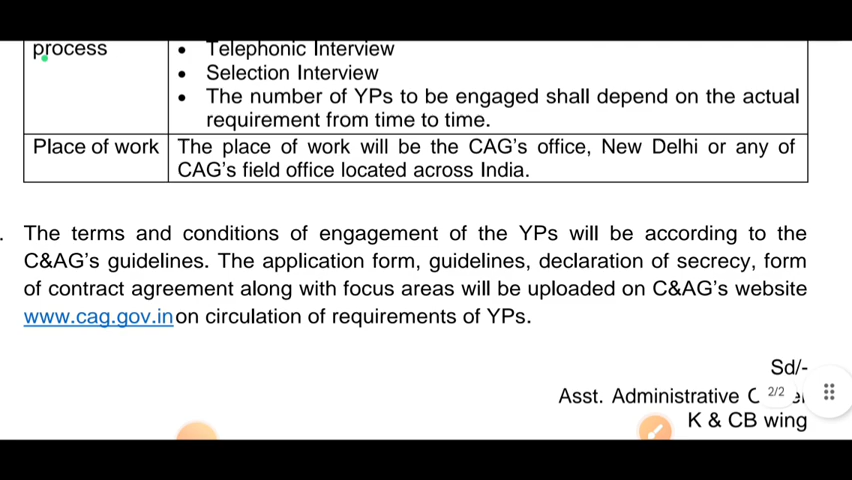 process
• Telephonic Interview
• Selection Interview
• The number of YPs to be engaged shall depend on the actual
requirement from time to time.
Place of work
The place of work will be the CAG's office, New Delhi or any of
CAG's field office located across India.
. The terms and conditions of engagement of the YPs will be according to the
C&AG's guidelines. The application form, guidelines, declaration of secrecy, form
of contract agreement along with focus areas will be uploaded on C&AG's website
www.cag.gov.in on circulation of requirements of YPs.
Sd/-
Asst. Administrative
2/2
K & CB wing